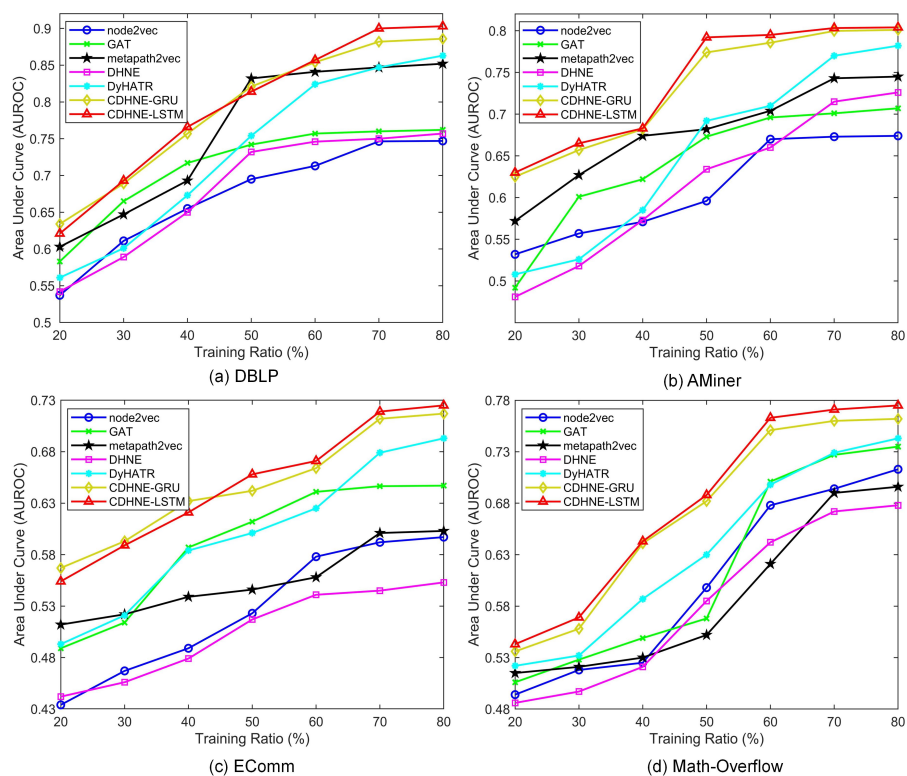 0.9
0.85
0.8
0.75
0.7
0.65
0.6
0.55
0.5
Area Under Curve (AUROC)
node2vec
GAT
metapath2vec
DHNE
DyHATR
CDHNE-GRU
CDHNE-LSTM
20 30 40 50 60 70 80
Training Ratio (%)
(a) DBLP
0.8
0.75
0.7
0.65
0.6
0.55
0.5
Area Under Curve (AUROC)
node2vec
GAT
metapath2vec
DHNE
DyHATR
CDHNE-GRU
CDHNE-LSTM
20 30 40 50 60 70 80
Training Ratio (%)
(b) AMiner
0.73
0.68
0.63
0.58
0.53
0.48
0.43
Area Under Curve (AUROC)
node2vec
GAT
metapath2vec
DHNE
DyHATR
CDHNE-GRU
CDHNE-LSTM
20 30 40 50 60 70 80
Training Ratio (%)
(c) EComm
0.78
0.73
0.68
0.63
0.58
0.53
0.48
Area Under Curve (AUROC)
node2vec
GAT
metapath2vec
DHNE
DyHATR
CDHNE-GRU
CDHNE-LSTM
20 30 40 50 60 70 80
Training Ratio (%)
(d) Math-Overflow